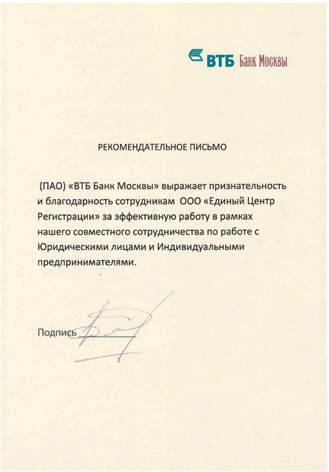 ВТБ Банк Москвы
РЕКОМЕНДАТЕЛЬНОЕ ПИСЬМО
(ПАО) «ВТБ Банк Москвы» выражает признательность
и благодарность сотрудникам ООО «Единый Центр
Регистрации» за эффективную работу в рамках
нашего совместного сотрудничества по работе с
Юридическими лицами и Индивидуальными
предпринимателями.
Подпись